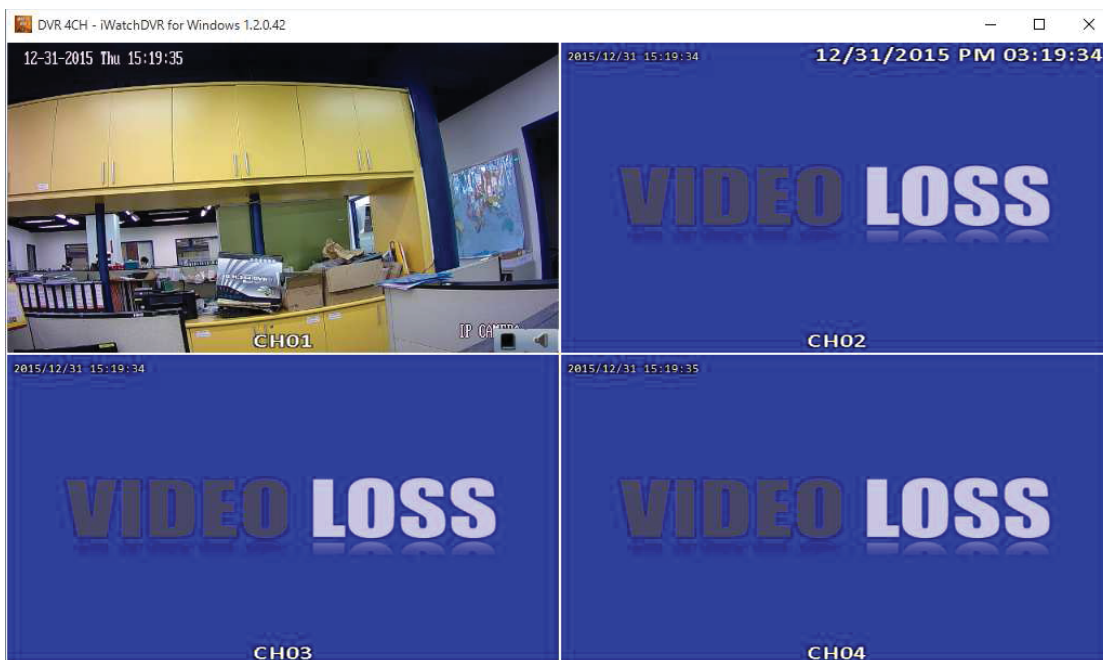 DVR 4CH - iWatchDVR for Windows 1.2.0.42
12-31-2015 Thu 15:19:35
2015/12/31 15:19:34
12/31/2015 PM 03:19:34
VIDEO LOSS
IP CAMERA
CH01
CH02
2015/12/31 15:19:34
2015/12/31 15:19:35
VIDEO LOSS
VIDEO LOSS
CH03
CH04